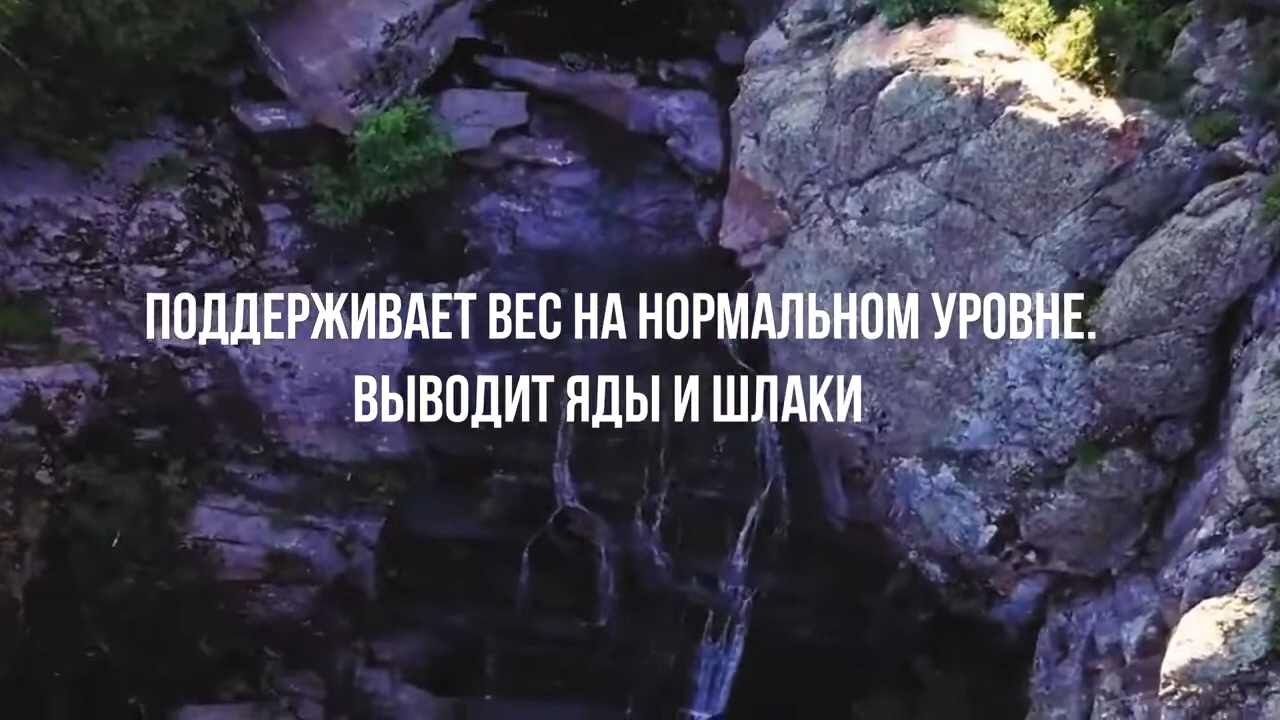 ПОДДЕРЖИВАЕТ ВЕС НА НОРМАЛЬНОМ УРОВНЕ.
ВЫВОДИТ ЯДЫ И ШЛАКИ